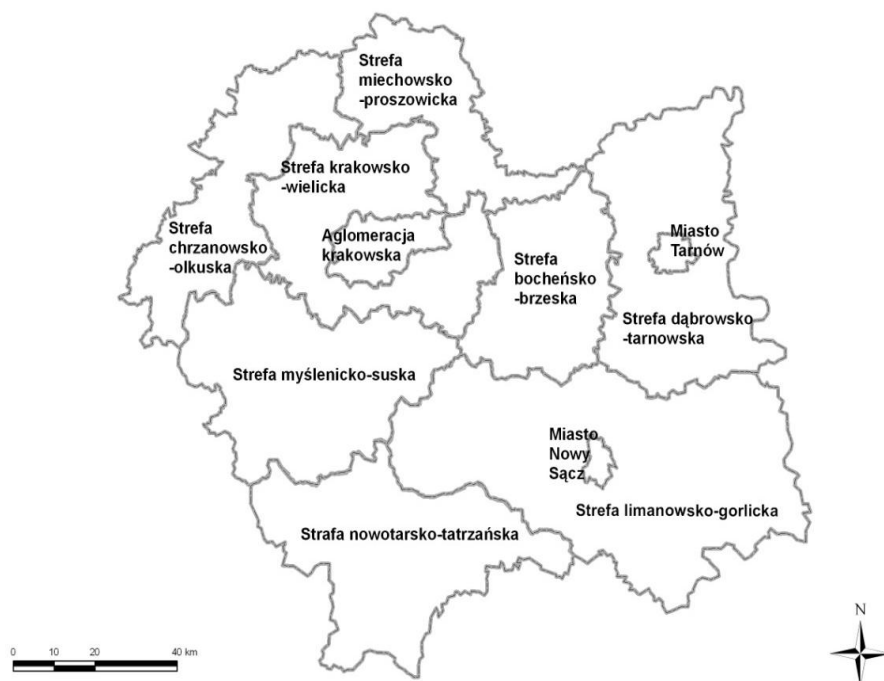 Strefa
miechowsko
-proszowicka
Strefa krakowsko
-wielicka
Strefa
chrzanowsko
-olkuska
Aglomeracja
krakowska
Miasto
Tarnów
Strefa
bocheńsko
-brzeska
Strefa dąbrowsko
-tarnowska
Strefa myślenicko-suska
Miasto
Nowy
Sącz
Strefa limanowsko-gorlicka
Strafa nowotarsko-tatrzańska
N
0 10 20 40 km